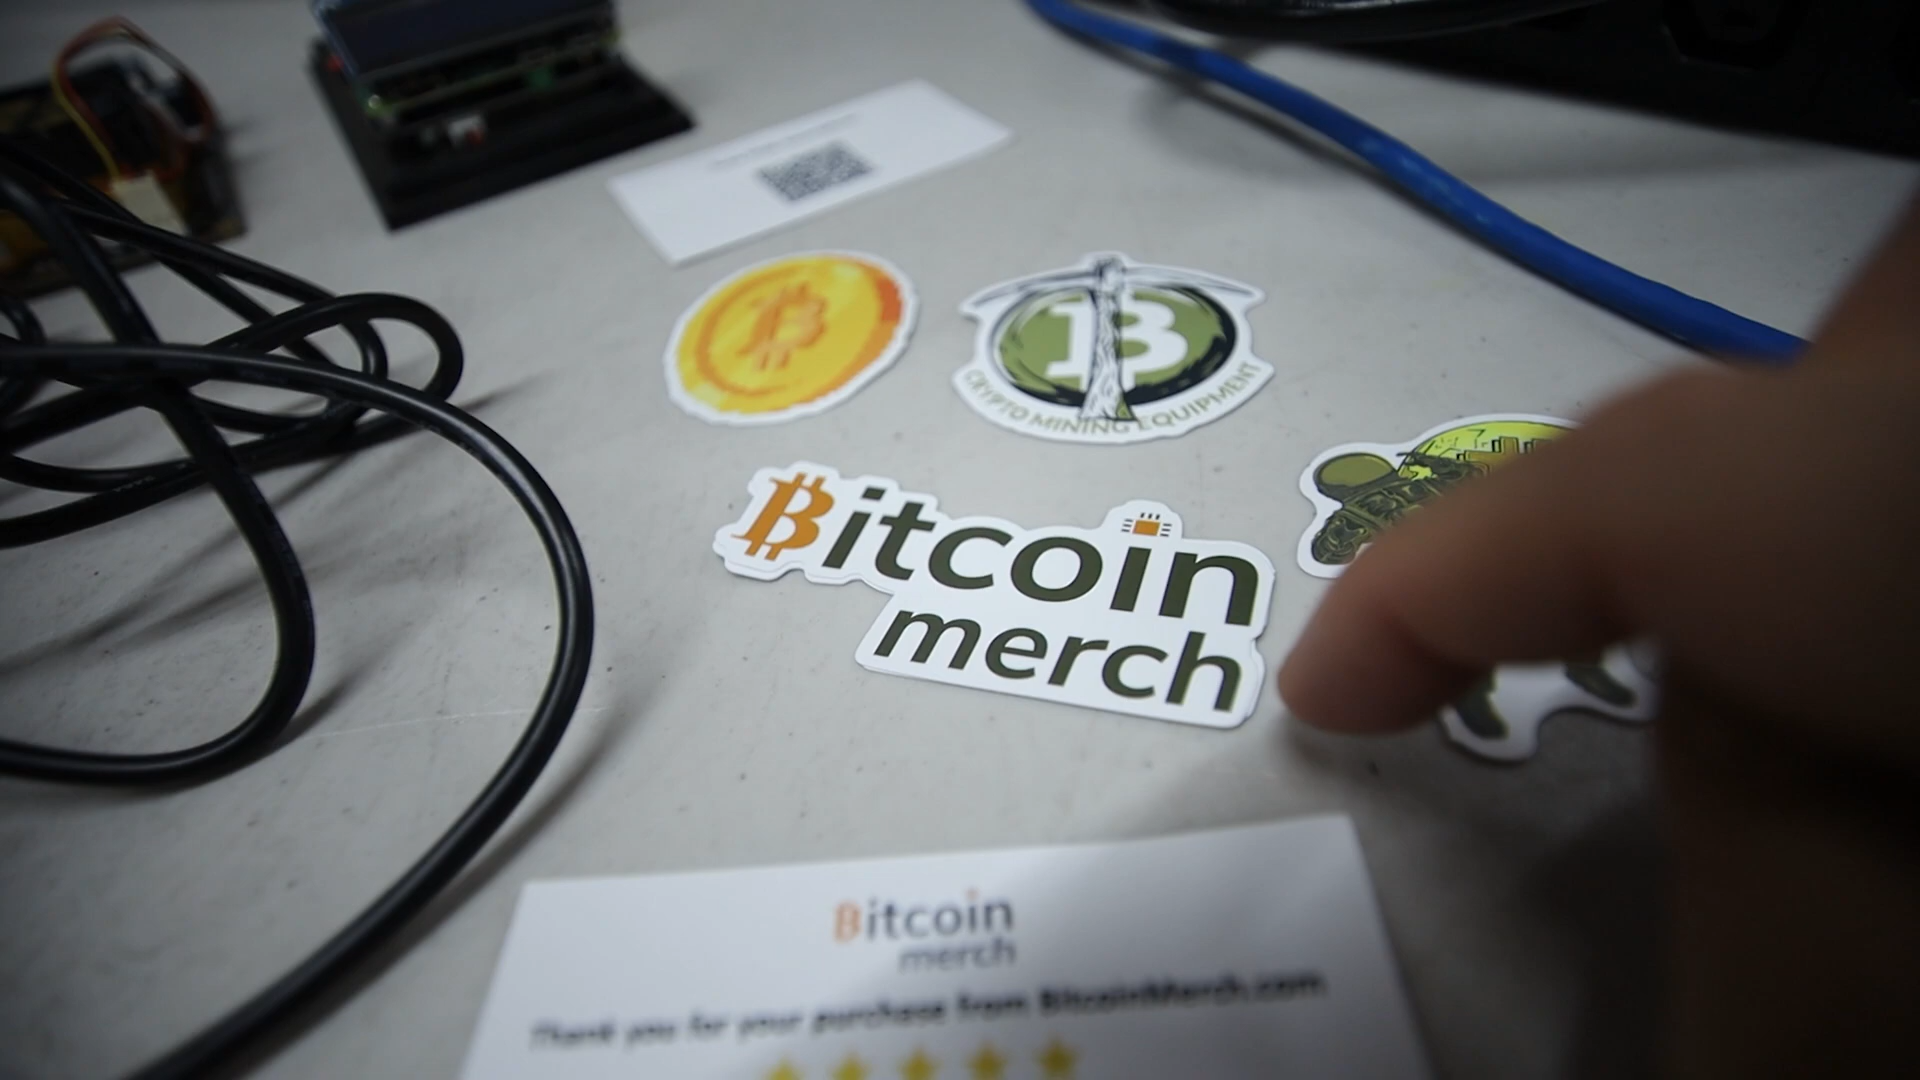 B
CRYPTO MINING EQUIPMENT
Bitcoin
merch
Bitcoin
merch
Thank you for your purchase from BitcoinMerch.com